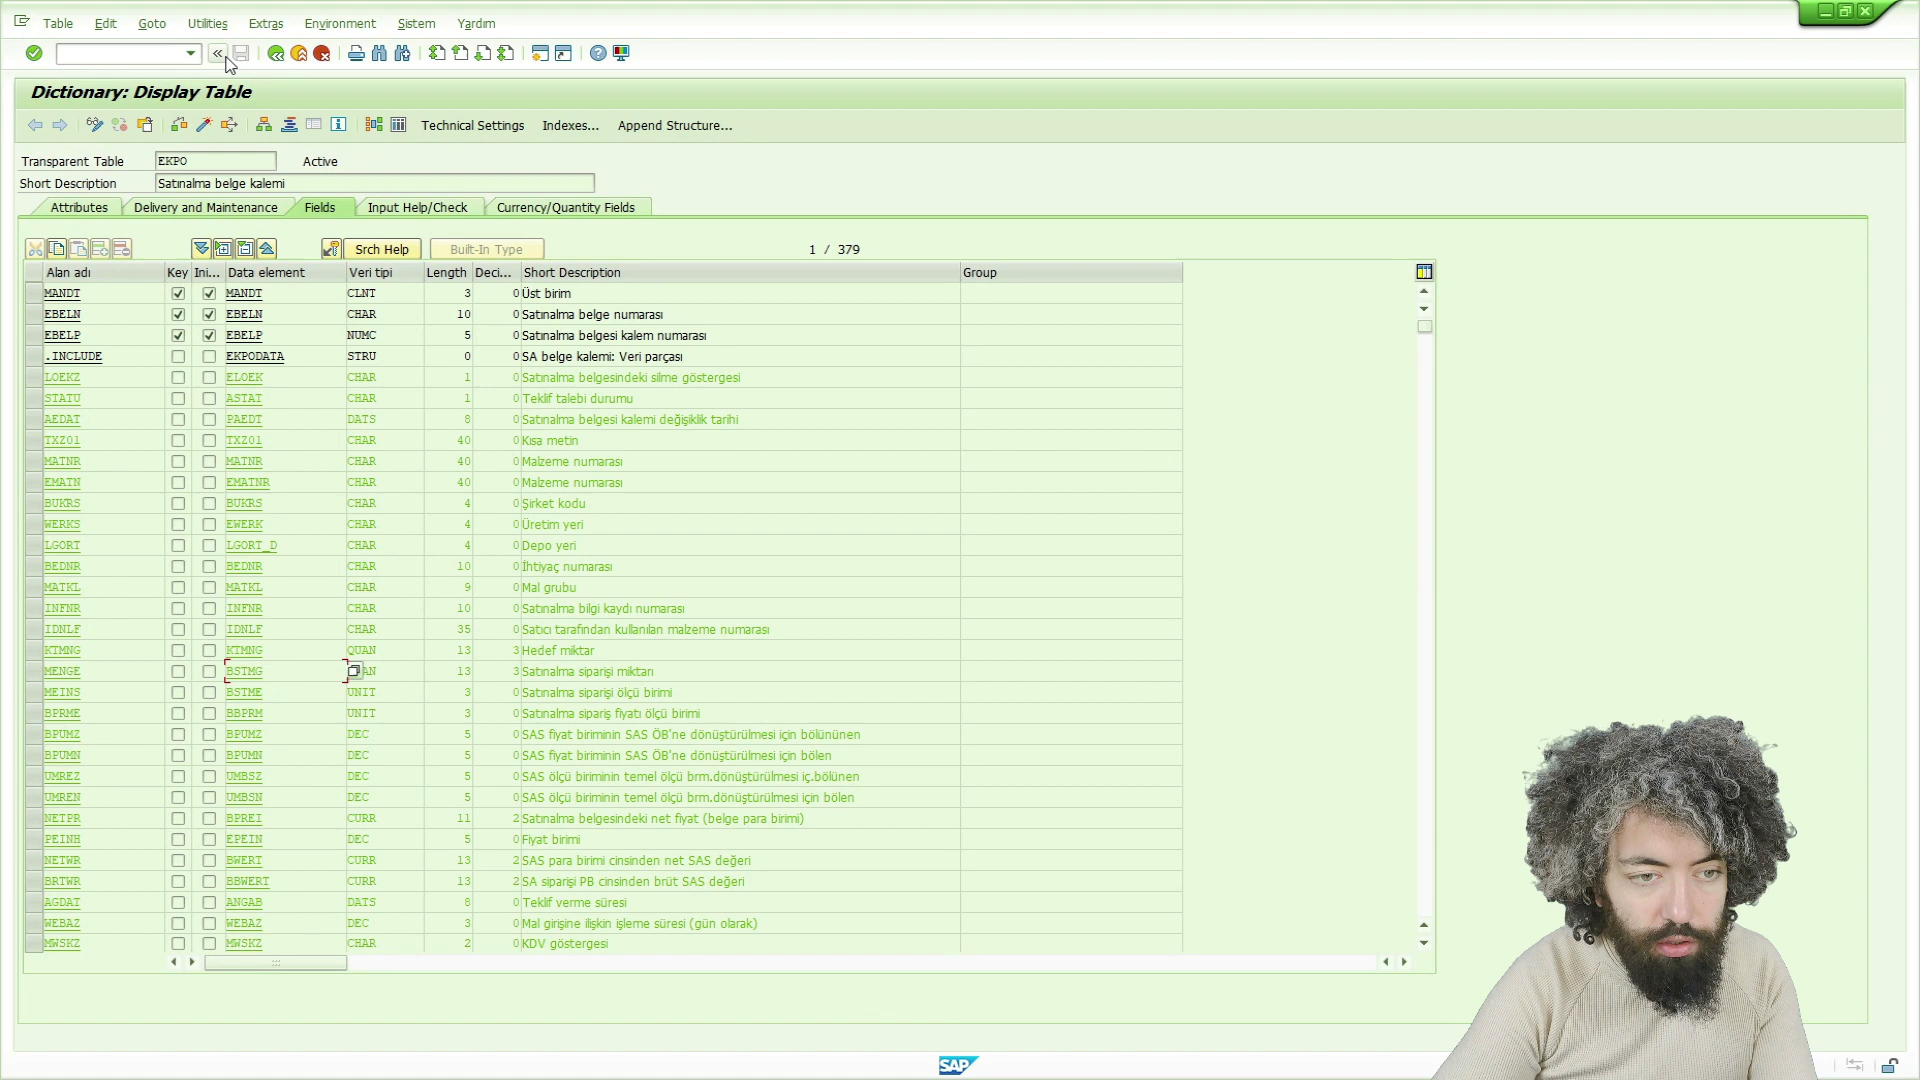 Table Edit Goto Utilities Extras Environment Sistem Yardım
Dictionary: Display Table
Technical Settings Indexes... Append Structure...
Transparent Table EKPO Active
Short Description Satınalma belge kalemi
Attributes Delivery and Maintenance Fields Input Help/Check Currency/Quantity Fields
Srch Help Built-In Type 1 / 379
Alan adı Key Ini... Data element Veri tipi Length Deci... Short Description Group
MANDT MANDT CLNT 3 0 Üst birim
EBELN EBELN CHAR 10 0 Satınalma belge numarası
EBELP EBELP NUMC 5 0 Satınalma belgesi kalem numarası
.INCLUDE EKPODATA STRU 0 0 SA belge kalemi: Veri parçası
LOEKZ ELOEK CHAR 1 0 Satınalma belgesindeki silme göstergesi
STATU ASTAT CHAR 1 0 Teklif talebi durumu
AEDAT PAEDT DATS 8 0 Satınalma belgesi kalemi değişiklik tarihi
TXZ01 TXZ01 CHAR 40 0 Kısa metin
MATNR MATNR CHAR 40 0 Malzeme numarası
EMATN EMATNR CHAR 40 0 Malzeme numarası
BUKRS BUKRS CHAR 4 0 Şirket kodu
WERKS EWERK CHAR 4 0 Üretim yeri
LGORT LGORT_D CHAR 4 0 Depo yeri
BEDNR BEDNR CHAR 10 0 İhtiyaç numarası
MATKL MATKL CHAR 9 0 Mal grubu
INFNR INFNR CHAR 10 0 Satınalma bilgi kaydı numarası
IDNLF IDNLF CHAR 35 0 Satıcı tarafından kullanılan malzeme numarası
KTMNG KTMNG QUAN 13 3 Hedef miktar
MENGE BSTMG AN 13 3 Satınalma siparişi miktarı
MEINS BSTME UNIT 3 0 Satınalma siparişi ölçü birimi
BPRME BBPRM UNIT 3 0 Satınalma sipariş fiyatı ölçü birimi
BPUMZ BPUMZ DEC 5 0 SAS fiyat biriminin SAS ÖB'ne dönüştürülmesi için bölününen
BPUMN BPUMN DEC 5 0 SAS fiyat biriminin SAS ÖB'ne dönüştürülmesi için bölen
UMREZ UMBSZ DEC 5 0 SAS ölçü biriminin temel ölçü brm.dönüştürülmesi iç.bölünen
UMREN UMBSN DEC 5 0 SAS ölçü biriminin temel ölçü brm.dönüştürülmesi için bölen
NETPR BPREI CURR 11 2 Satınalma belgesindeki net fiyat (belge para birimi)
PEINH EPEIN DEC 5 0 Fiyat birimi
NETWR BWERT CURR 13 2 SAS para birimi cinsinden net SAS değeri
BRTWR BBWERT CURR 13 2 SA siparişi PB cinsinden brüt SAS değeri
AGDAT ANGAB DATS 8 0 Teklif verme süresi
WEBAZ WEBAZ DEC 3 0 Mal girişine ilişkin işleme süresi (gün olarak)
MWSKZ MWSKZ CHAR 2 0 KDV göstergesi
SAP